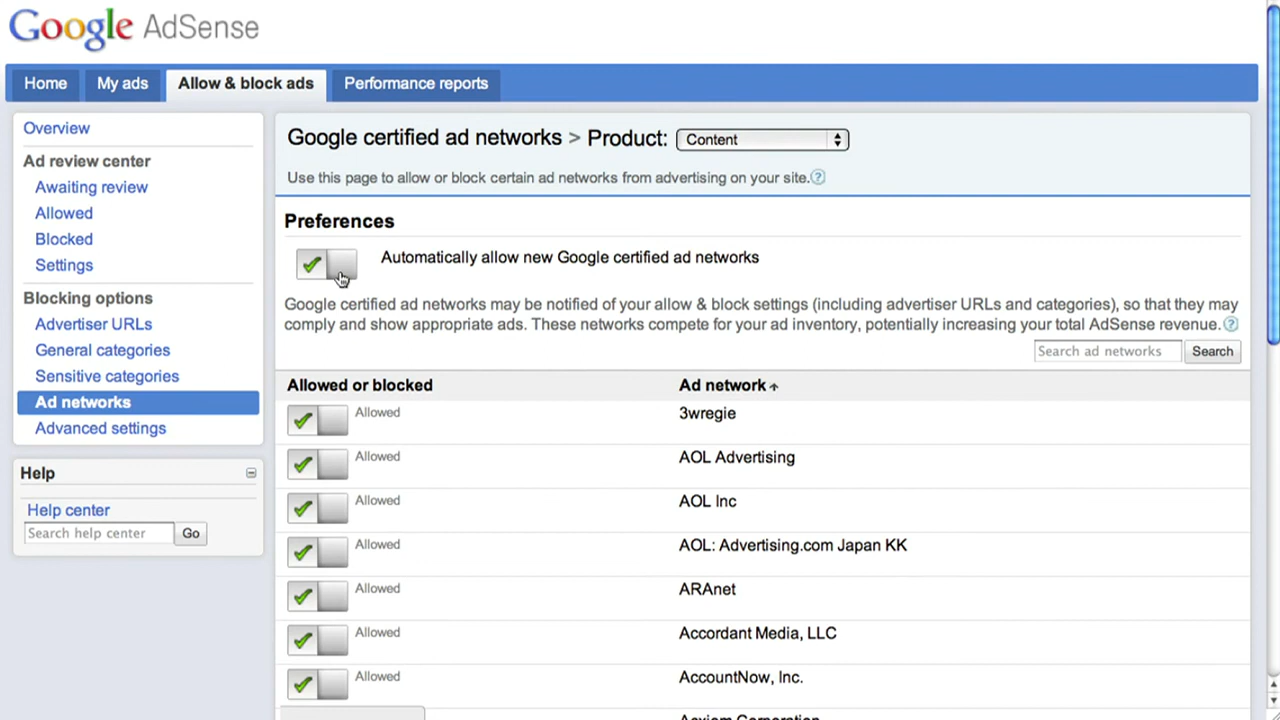 Google AdSense
Home My ads Allow & block ads Performance reports
Overview
Ad review center
Awaiting review
Allowed
Blocked
Settings
Blocking options
Advertiser URLs
General categories
Sensitive categories
Ad networks
Advanced settings
Help
Help center
Search help center Go
Google certified ad networks > Product: Content
Use this page to allow or block certain ad networks from advertising on your site. ?
Preferences
Automatically allow new Google certified ad networks
Google certified ad networks may be notified of your allow & block settings (including advertiser URLs and categories), so that they may
comply and show appropriate ads. These networks compete for your ad inventory, potentially increasing your total AdSense revenue. ?
Search ad networks Search
Allowed or blocked Ad network
Allowed 3wregie
Allowed AOL Advertising
Allowed AOL Inc
Allowed AOL: Advertising.com Japan KK
Allowed ARAnet
Allowed Accordant Media, LLC
Allowed AccountNow, Inc.
Acxiom Corporation